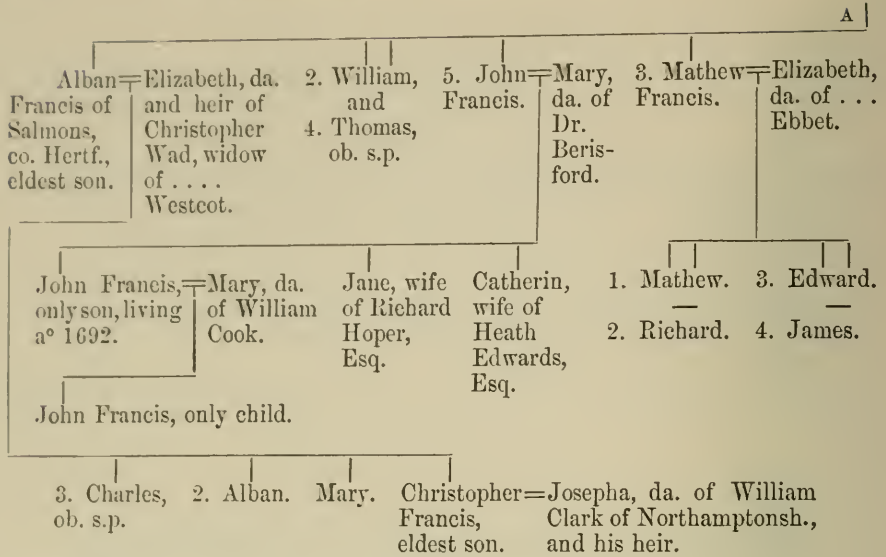 A
Alban=Elizabeth, da.
Francis of and heir of
Salmons, Christopher
co. Hertf., Wad, widow
eldest son. of . . . .
Westcot.
2. William,
and
4. Thomas,
ob. s.p.
5. John=Mary,
Francis. da. of
Dr.
Beris-
ford.
3. Mathew=Elizabeth,
Francis. da. of . . .
Ebbet.
John Francis,=Mary, da.
only son, living of William
a° 1692. Cook.
Jane, wife
of Richard
Hoper,
Esq.
Catherin,
wife of
Heath
Edwards,
Esq.
1. Mathew. 3. Edward.
— —
2. Richard. 4. James.
John Francis, only child.
3. Charles,
ob. s.p.
2. Alban.
Mary.
Christopher=Josepha, da. of William
Francis, Clark of Northamptonsh.,
eldest son. and his heir.